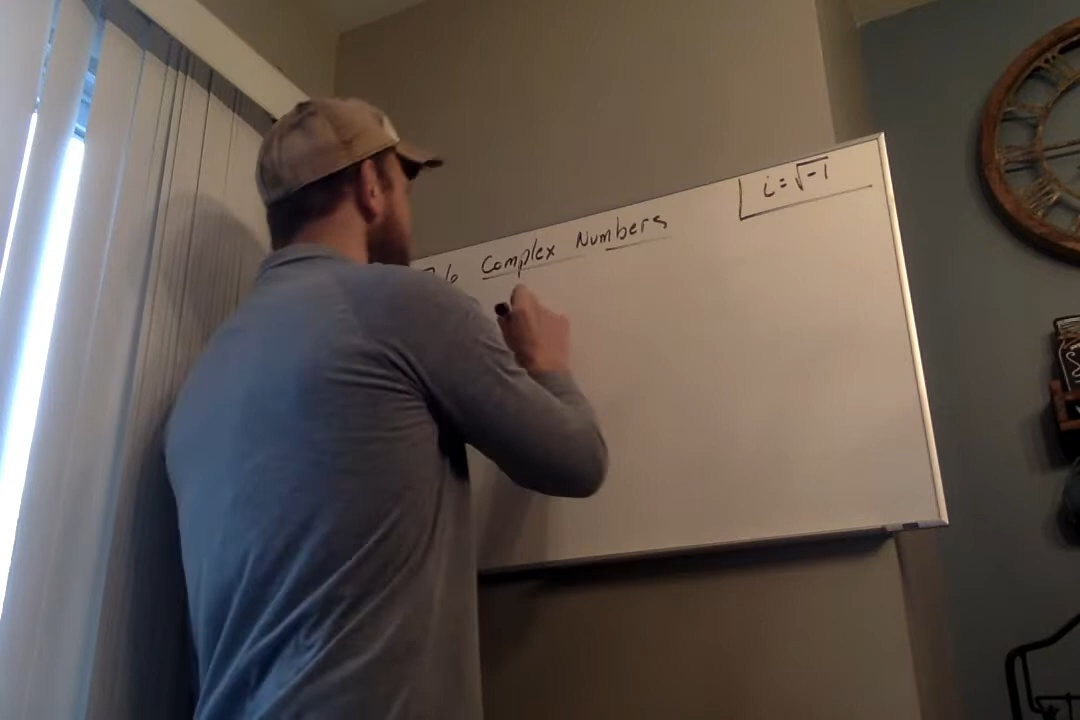 Complex Numbers
i = √-1